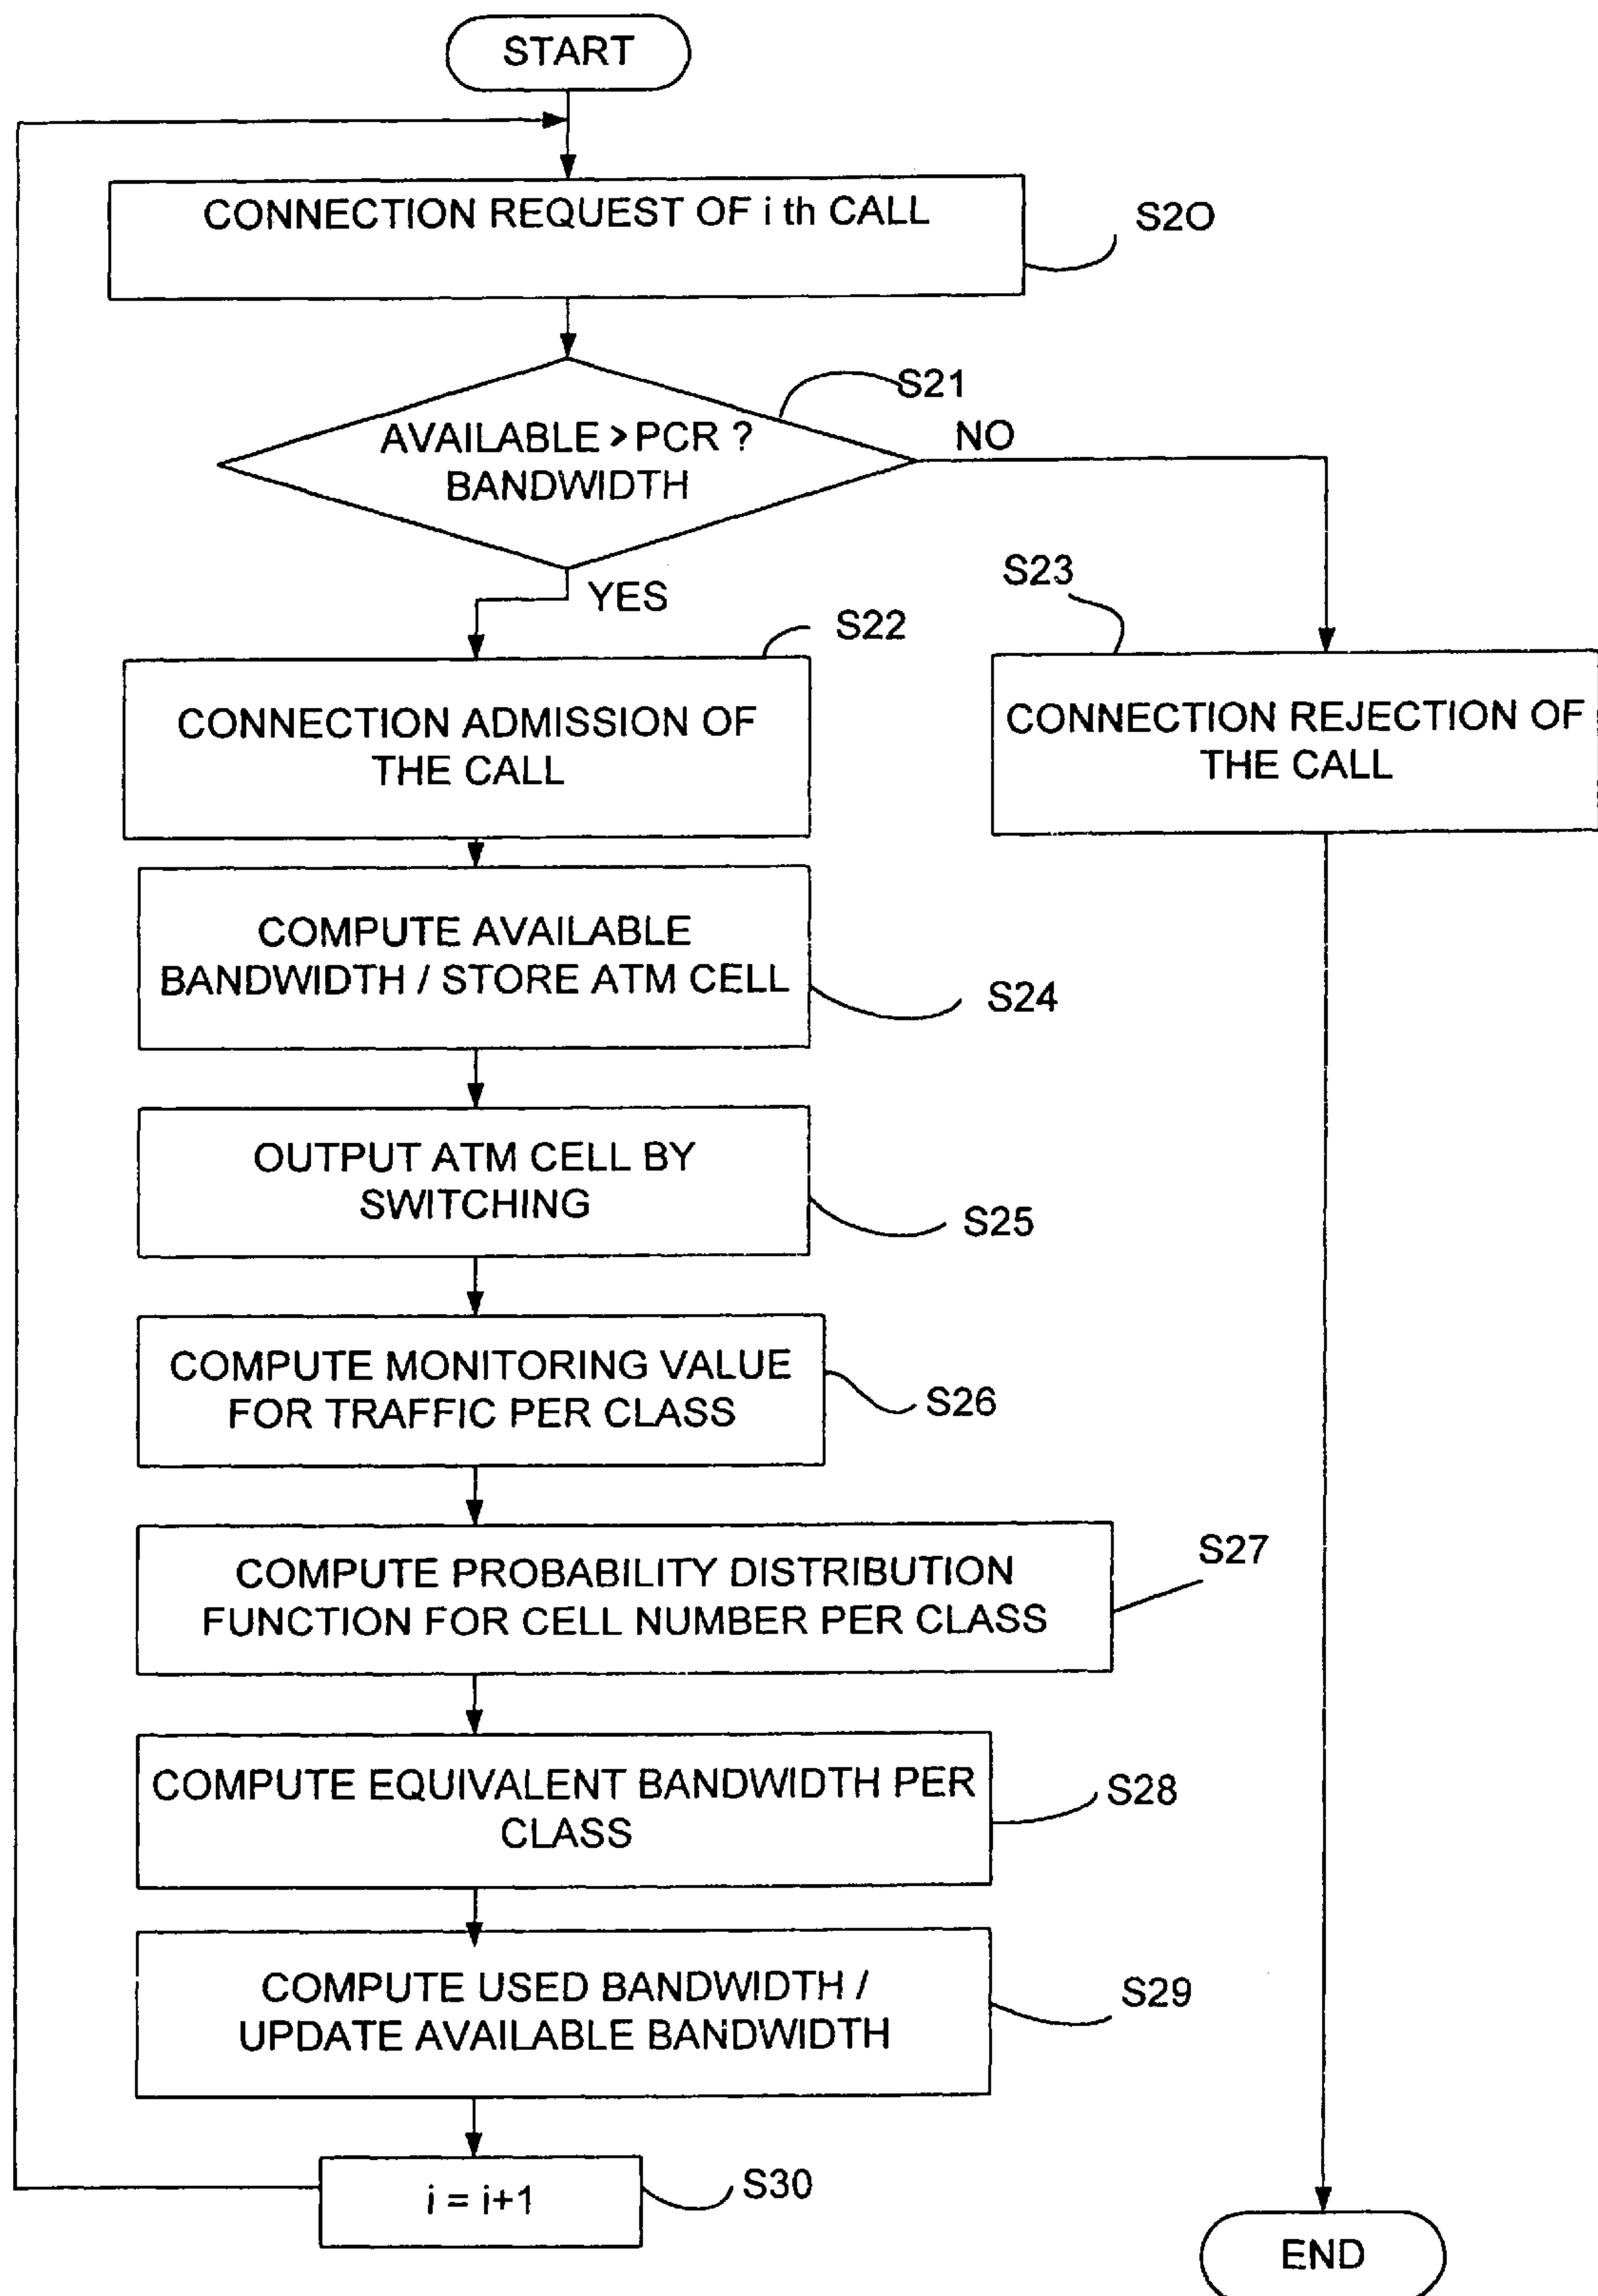 START
CONNECTION REQUEST OF i th CALL
S20
S21
AVAILABLE > PCR ?
BANDWIDTH
NO
YES
S22
S23
CONNECTION ADMISSION OF
THE CALL
CONNECTION REJECTION OF
THE CALL
COMPUTE AVAILABLE
BANDWIDTH / STORE ATM CELL
S24
OUTPUT ATM CELL BY
SWITCHING
S25
COMPUTE MONITORING VALUE
FOR TRAFFIC PER CLASS
S26
COMPUTE PROBABILITY DISTRIBUTION
FUNCTION FOR CELL NUMBER PER CLASS
S27
COMPUTE EQUIVALENT BANDWIDTH PER
CLASS
S28
COMPUTE USED BANDWIDTH /
UPDATE AVAILABLE BANDWIDTH
S29
i = i+1
S30
END